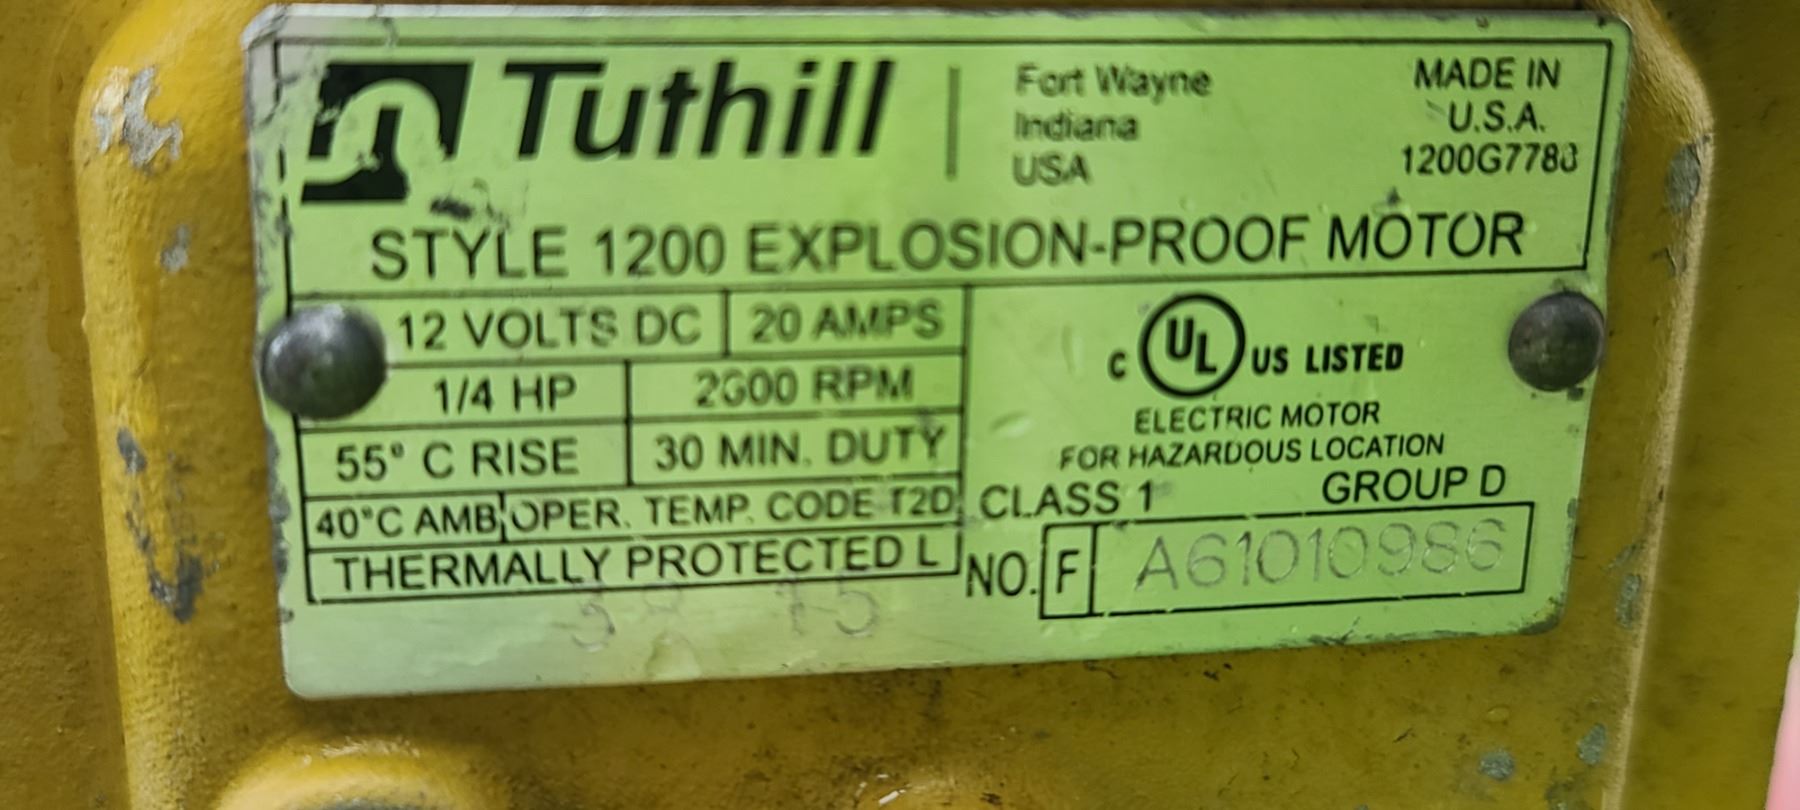 Tuthill
Fort Wayne
Indiana
USA
MADE IN
U.S.A.
STYLE 1200 EXPLOSION-PROOF MOTOR
12 VOLTS DC
20 AMPS
1/4 HP
RPM
55° C RISE
30 MIN. DUTY
40°C AMB
OPER. TEMP. CODE T2D
THERMALLY PROTECTED L
C UL US LISTED
ELECTRIC MOTOR
FOR HAZARDOUS LOCATION
CLASS 1
GROUP D
NO. F A61010986